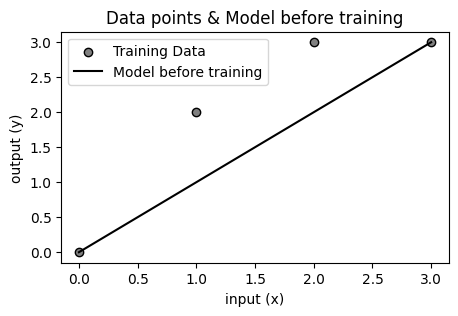 Data points & Model before training
Training Data
Model before training
output (y)
3.0
2.5
2.0
1.5
1.0
0.5
0.0
0.0
0.5
1.0
1.5
2.0
2.5
3.0
input (x)